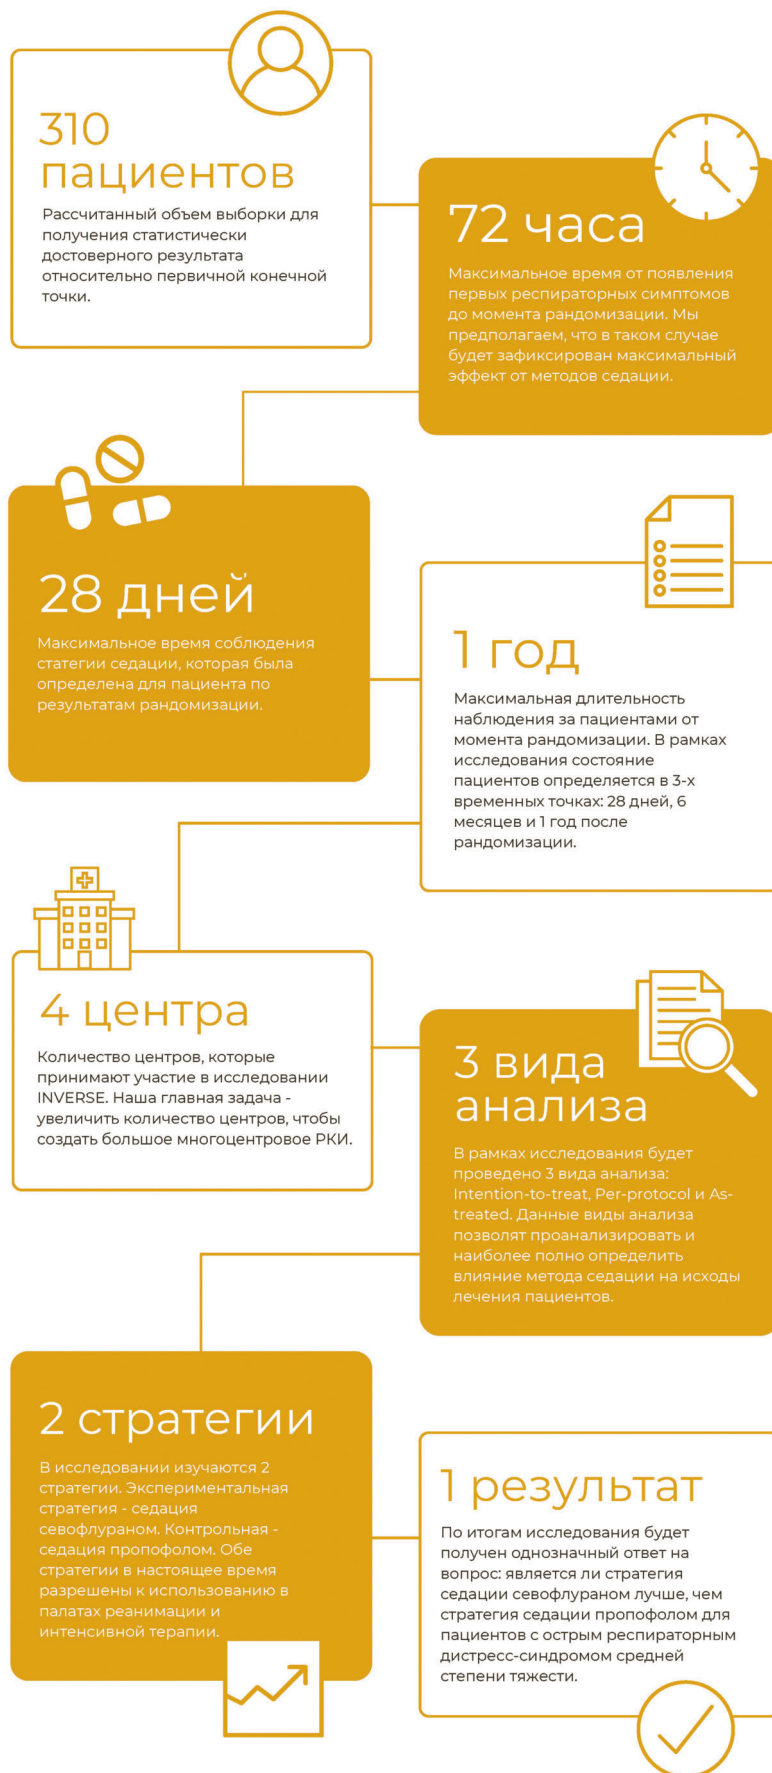 310
пациентов
Рассчитанный объем выборки для
получения статистически
достоверного результата
относительно первичной конечной
точки.
72 часа
Максимальное время от появления
первых респираторных симптомов
до момента рандомизации. Мы
предполагаем, что в таком случае
будет зафиксирован максимальный
эффект от методов седации.
28 дней
Максимальное время соблюдения
статегии седации, которая была
определена для пациента по
результатам рандомизации.
1 год
Максимальная длительность
наблюдения за пациентами от
момента рандомизации. В рамках
исследования состояние
пациентов определяется в 3-х
временных точках: 28 дней, 6
месяцев и 1 год после
рандомизации.
4 центра
Количество центров, которые
принимают участие в исследовании
INVERSE. Наша главная задача -
увеличить количество центров, чтобы
создать большое многоцентровое РКИ.
3 вида
анализа
В рамках исследования будет
проведено 3 вида анализа:
Intention-to-treat, Per-protocol и As-
treated. Данные виды анализа
позволят проанализировать и
наиболее полно определить
влияние метода седации на исходы
лечения пациентов.
2 стратегии
В исследовании изучаются 2
стратегии. Экспериментальная
стратегия - седация
севофлураном. Контрольная -
седация пропофолом. Обе
стратегии в настоящее время
разрешены к использованию в
палатах реанимации и
интенсивной терапии.
1 результат
По итогам исследования будет
получен однозначный ответ на
вопрос: является ли стратегия
седации севофлураном лучше, чем
стратегия седации пропофолом для
пациентов с острым респираторным
дистресс-синдромом средней
степени тяжести.